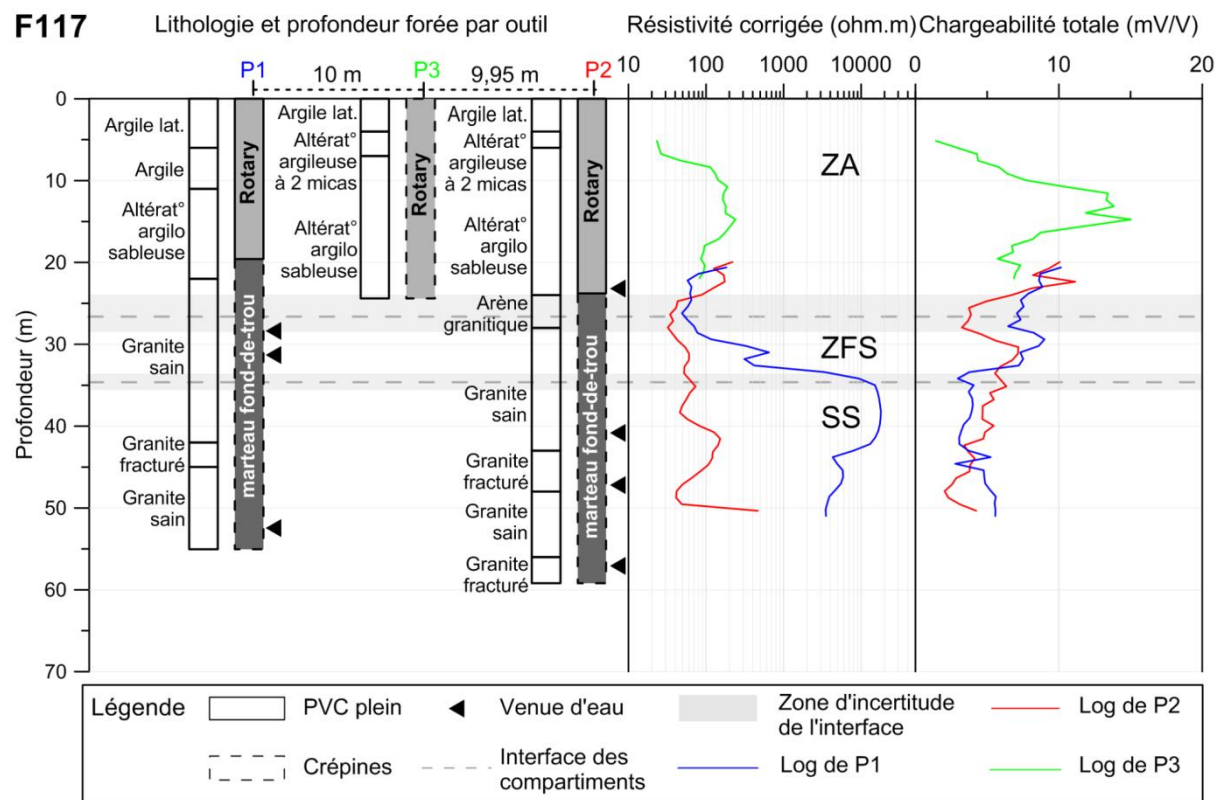 F117
Lithologie et profondeur forée par outil
Résistivité corrigée (ohm.m)
Chargeabilité totale (mV/V)
P1
10 m
P3
9,95 m
P2
10 100 1000 10000
0 10 20
Profondeur (m)
0
10
20
30
40
50
60
70
Argile lat.
Argile
Altérat°
argilo
sableuse
Granite
sain
Granite
fracturé
Granite
sain
Rotary
marteau fond-de-trou
Argile lat.
Altérat°
argileuse
à 2 micas
Altérat°
argilo
sableuse
Rotary
Argile lat.
Altérat°
argileuse
à 2 micas
Altérat°
argilo
sableuse
Arène
granitique
Granite
sain
Granite
fracturé
Granite
sain
Granite
fracturé
Rotary
marteau fond-de-trou
ZA
ZFS
SS
Légende
PVC plein
Venue d'eau
Zone d'incertitude
de l'interface
Log de P2
Crépines
Interface des
compartiments
Log de P1
Log de P3